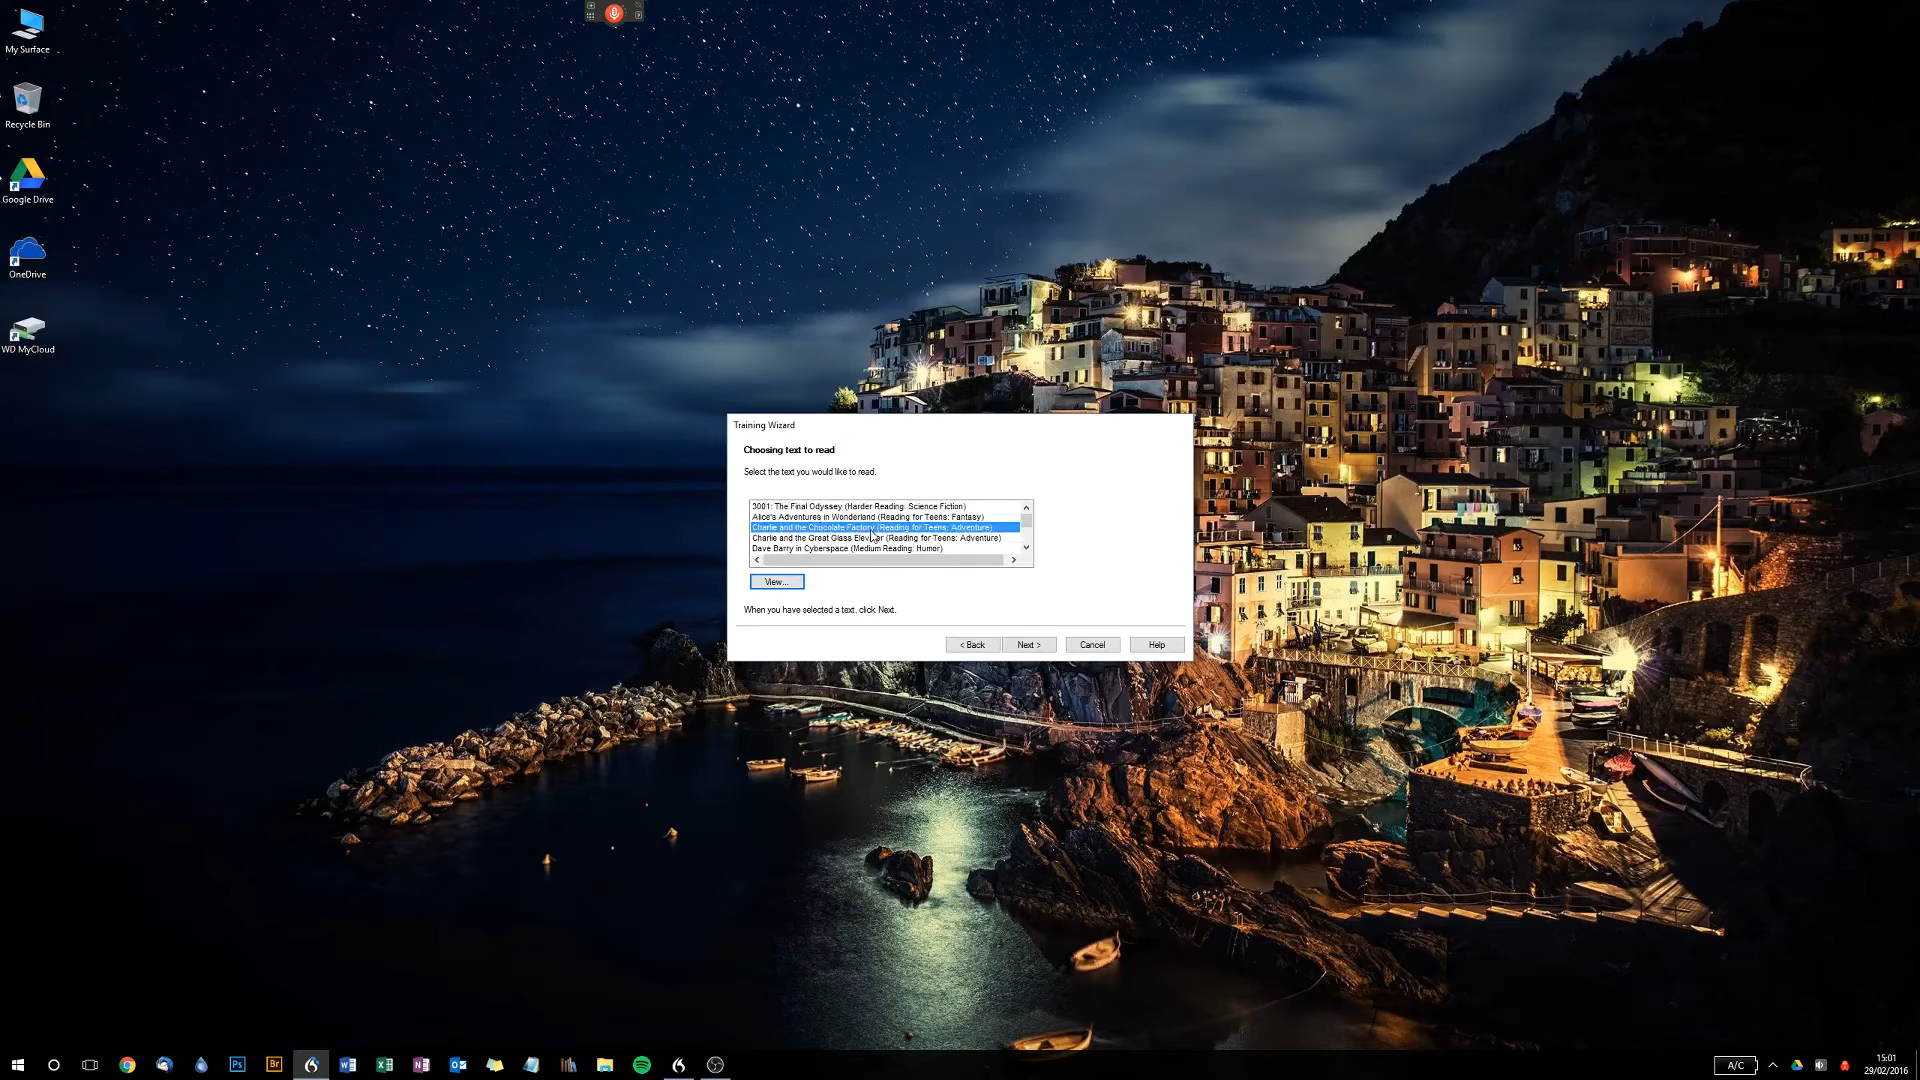 My Surface
Recycle Bin
Google Drive
OneDrive
WD MyCloud
Training Wizard
Choosing text to read
Select the text you would like to read.
3001: The Final Odyssey (Harder Reading: Science Fiction)
Alice's Adventures in Wonderland (Reading for Teens: Fantasy)
Charlie and the Chocolate Factory (Reading for Teens: Adventure)
Charlie and the Great Glass Elevator (Reading for Teens: Adventure)
Dave Barry in Cyberspace (Medium Reading: Humor)
View...
When you have selected a text, click Next.
< Back
Next >
Cancel
Help
Ps
Br
A/C
15:01
29/02/2016